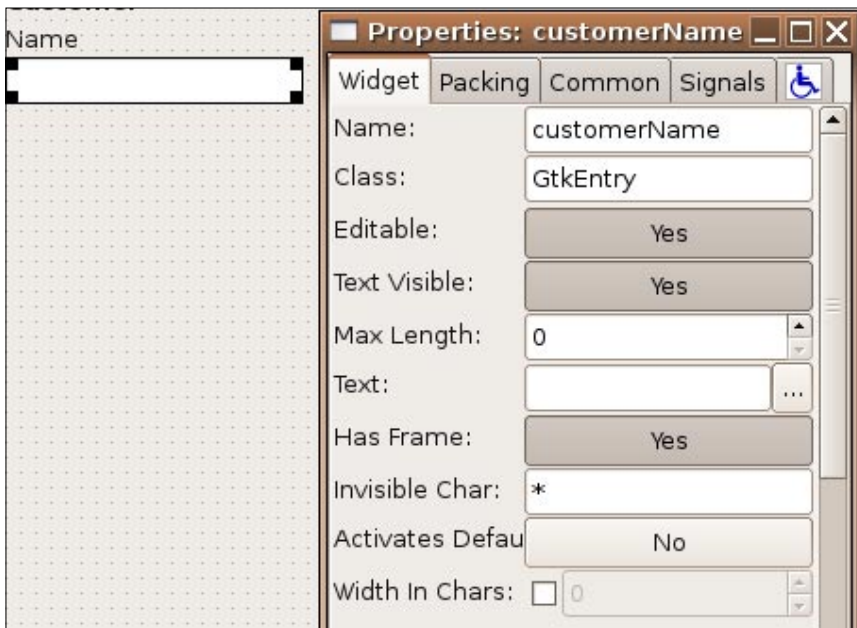 Name
Properties: customerName
Widget Packing Common Signals
Name: customerName
Class: GtkEntry
Editable: Yes
Text Visible: Yes
Max Length: 0
Text: ...
Has Frame: Yes
Invisible Char: *
Activates Defau No
Width In Chars: 0